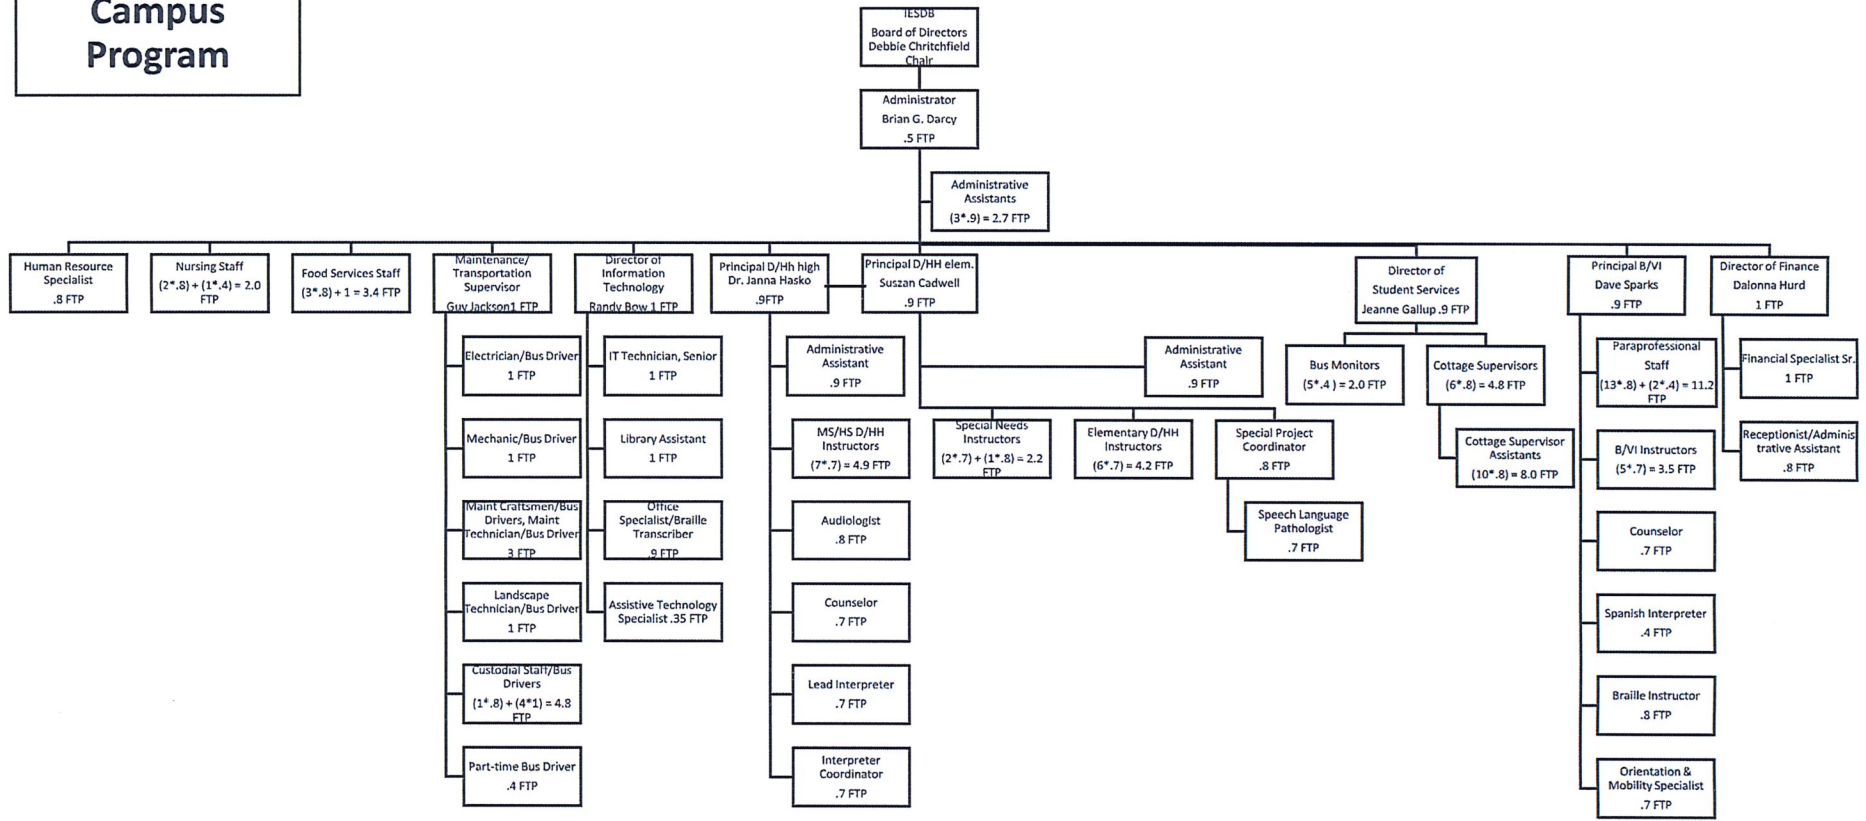 Campus
Program
IESDB
Board of Directors
Debbie Chritchfield
Chair
Administrator
Brian G. Darcy
.5 FTP
Administrative
Assistants
(3*.9) = 2.7 FTP
Human Resource
Specialist
.8 FTP
Nursing Staff
(2*.8) + (1*.4) = 2.0
FTP
Food Services Staff
(3*.8) + 1 = 3.4 FTP
Maintenance/
Transportation
Supervisor
Guy Jackson1 FTP
Director of
Information
Technology
Randy Bow 1 FTP
Principal D/Hh high
Dr. Janna Hasko
.9FTP
Principal D/HH elem.
Suszan Cadwell
.9 FTP
Director of
Student Services
Jeanne Gallup .9 FTP
Principal B/VI
Dave Sparks
.9 FTP
Director of Finance
Dalonna Hurd
1 FTP
Electrician/Bus Driver
1 FTP
Mechanic/Bus Driver
1 FTP
Maint Craftsmen/Bus
Drivers, Maint
Technician/Bus Driver
3 FTP
Landscape
Technician/Bus Driver
1 FTP
Custodial Staff/Bus
Drivers
(1*.8) + (4*1) = 4.8
FTP
Part-time Bus Driver
.4 FTP
IT Technician, Senior
1 FTP
Library Assistant
1 FTP
Office
Specialist/Braille
Transcriber
.9 FTP
Assistive Technology
Specialist .35 FTP
Administrative
Assistant
.9 FTP
MS/HS D/HH
Instructors
(7*.7) = 4.9 FTP
Audiologist
.8 FTP
Counselor
.7 FTP
Lead Interpreter
.7 FTP
Interpreter
Coordinator
.7 FTP
Administrative
Assistant
.9 FTP
Special Needs
Instructors
(2*.7) + (1*.8) = 2.2
FTP
Elementary D/HH
Instructors
(6*.7) = 4.2 FTP
Special Project
Coordinator
.8 FTP
Speech Language
Pathologist
.7 FTP
Bus Monitors
(5*.4 ) = 2.0 FTP
Cottage Supervisors
(6*.8) = 4.8 FTP
Cottage Supervisor
Assistants
(10*.8) = 8.0 FTP
Paraprofessional
Staff
(13*.8) + (2*.4) = 11.2
FTP
B/VI Instructors
(5*.7) = 3.5 FTP
Counselor
.7 FTP
Spanish Interpreter
.4 FTP
Braille Instructor
.8 FTP
Orientation &
Mobility Specialist
.7 FTP
Financial Specialist Sr.
1 FTP
Receptionist/Adminis
trative Assistant
.8 FTP